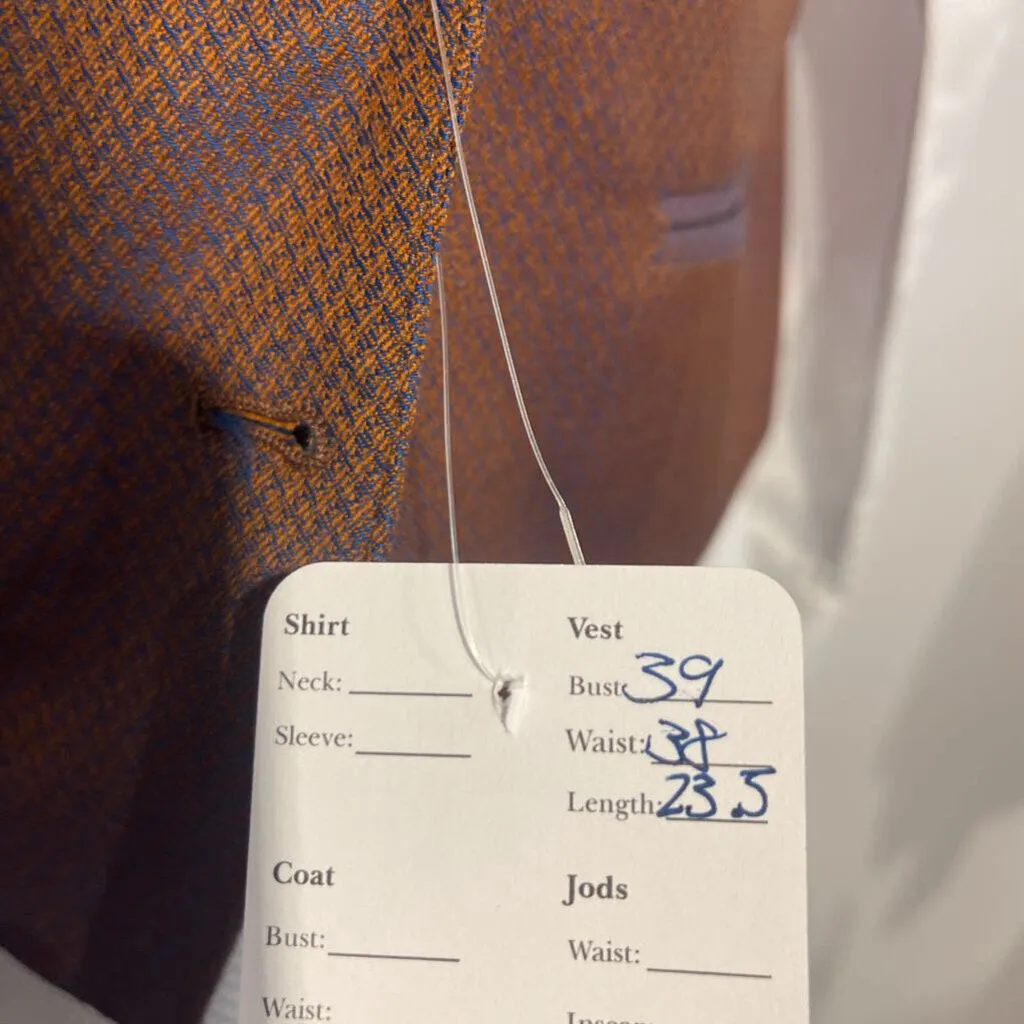 Shirt
Neck:
Sleeve:
Vest
Bust: 39
Waist: 38
Length: 23.5
Coat
Bust:
Waist:
Jods
Waist: